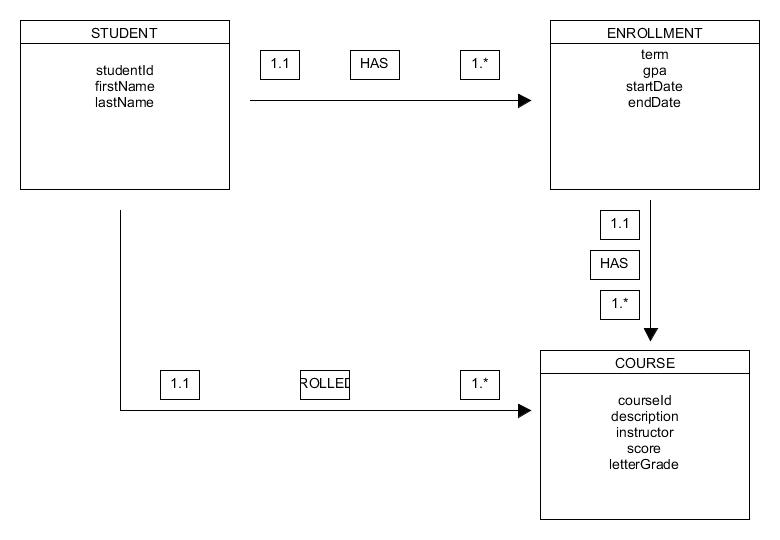 STUDENT
studentId
firstName
lastName
1.1
HAS
1.*
ENROLLMENT
term
gpa
startDate
endDate
1.1
HAS
1.*
1.1
ROLLED
1.*
COURSE
courseId
description
instructor
score
letterGrade